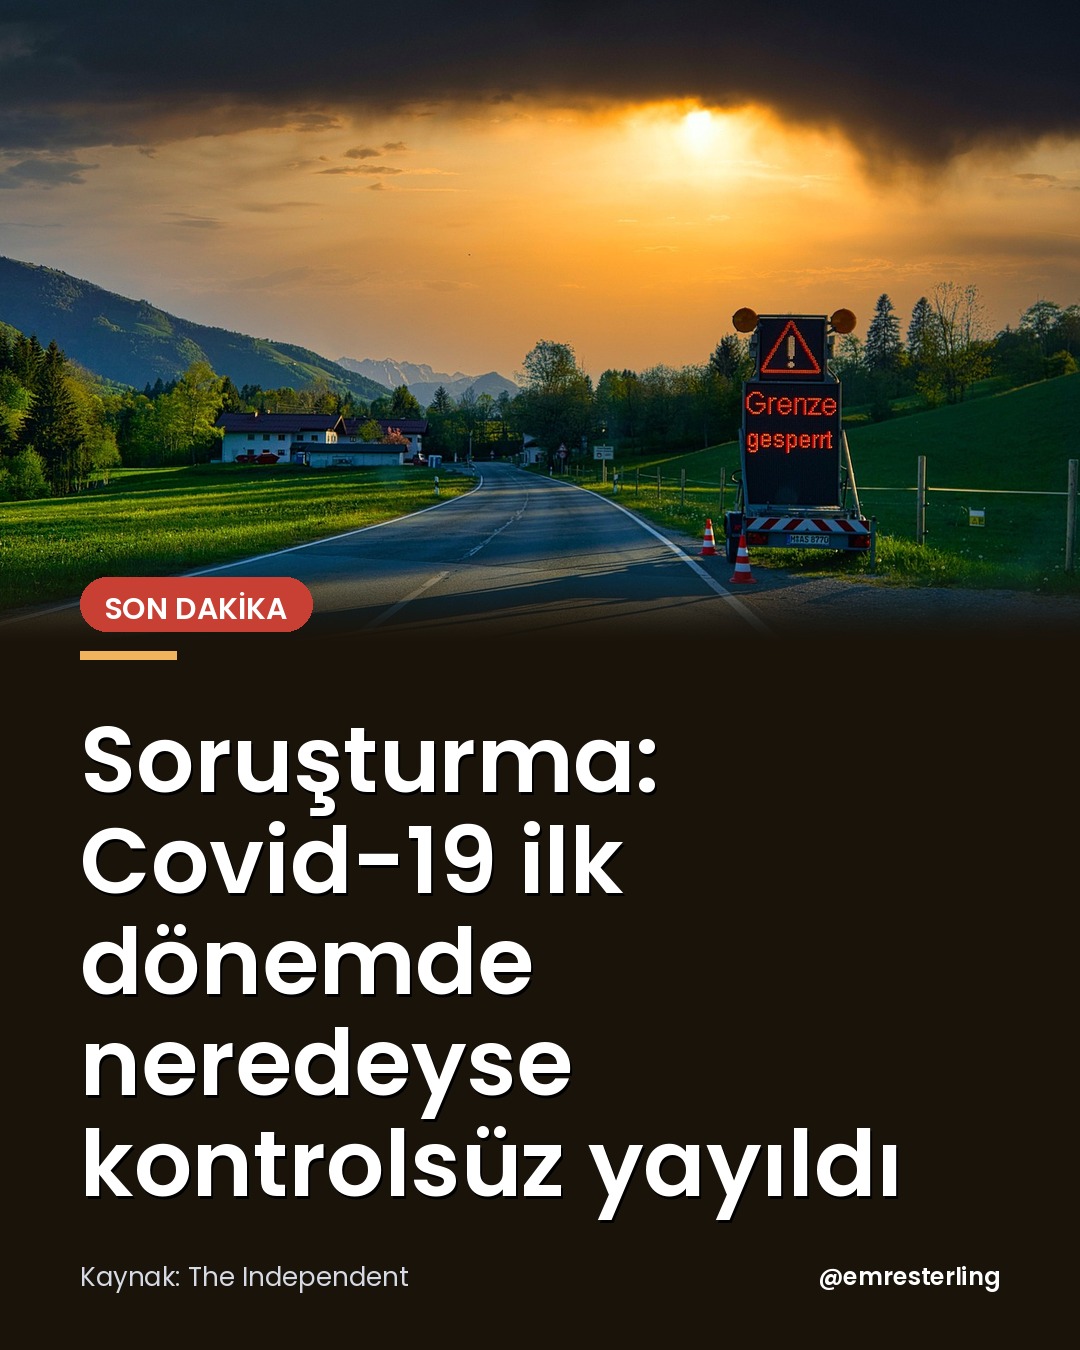 Grenze
gesperrt
SON DAKİKA
Soruşturma:
Covid-19 ilk
dönemde
neredeyse
kontrolsüz yayıldı
Kaynak: The Independent
@emresterling